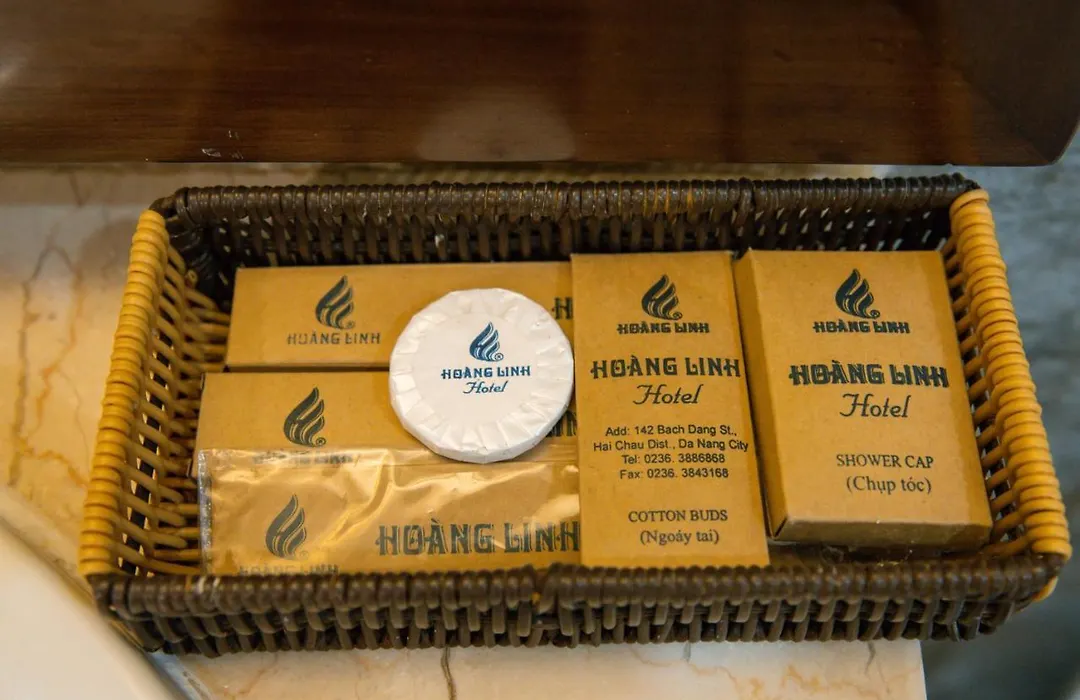 HOÀNG LINH
HOÀNG LINH
Hotel
HOÀNG LINH
HOÀNG LINH
HOÀNG LINH
Hotel
Add: 142 Bach Dang St.,
Hai Chau Dist., Da Nang City
Tel: 0236. 3886868
Fax: 0236. 3843168
COTTON BUDS
(Ngoáy tai)
HOÀNG LINH
HOÀNG LINH
Hotel
SHOWER CAP
(Chụp tóc)
HOÀNG LINH